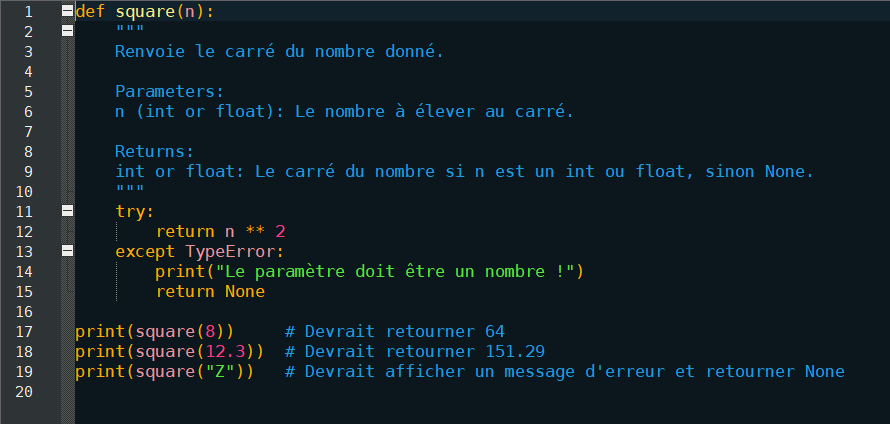 1 def square(n):
2     """
3     Renvoie le carré du nombre donné.
4
5     Parameters:
6     n (int or float): Le nombre à élever au carré.
7
8     Returns:
9     int or float: Le carré du nombre si n est un int ou float, sinon None.
10     """
11     try:
12         return n ** 2
13     except TypeError:
14         print("Le paramètre doit être un nombre !")
15         return None
16
17 print(square(8))     # Devrait retourner 64
18 print(square(12.3))  # Devrait retourner 151.29
19 print(square("Z"))   # Devrait afficher un message d'erreur et retourner None
20